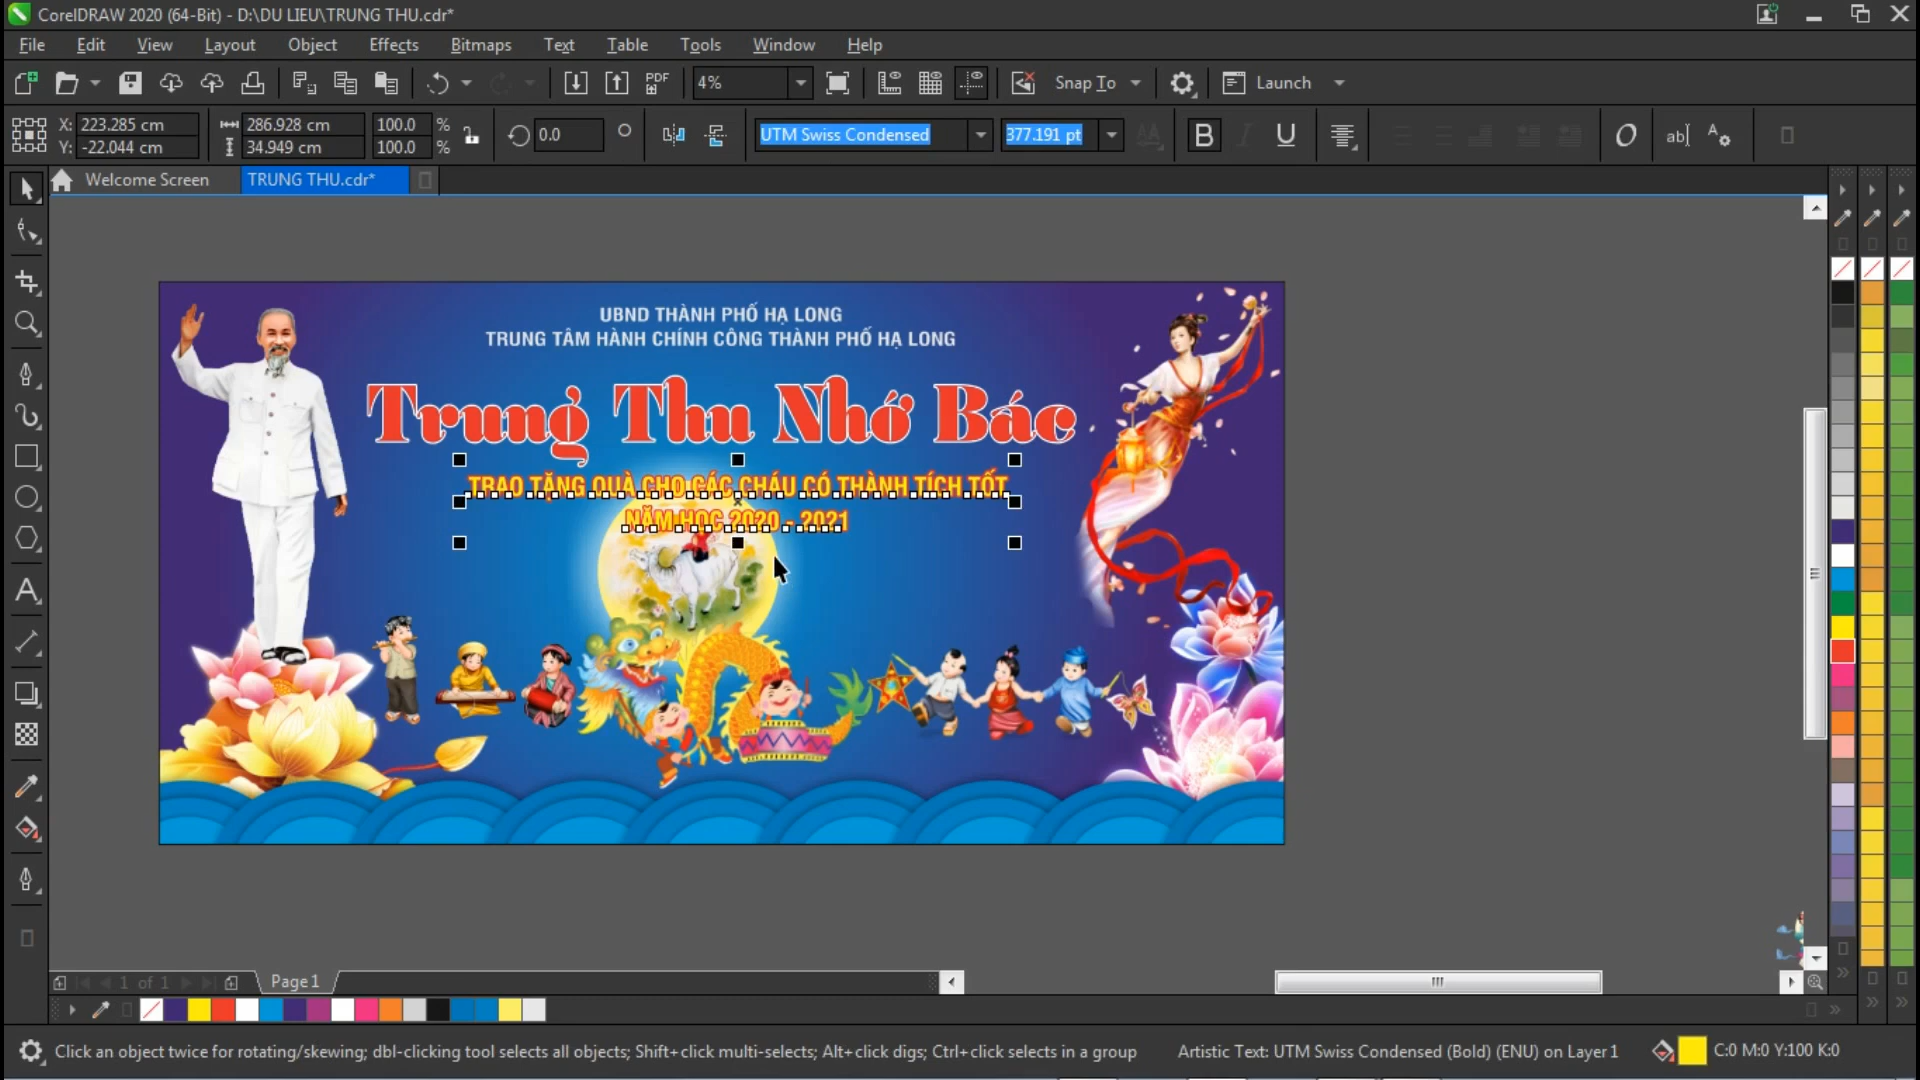 CorelDRAW 2020 (64-Bit) - D:\DU LIEU\TRUNG THU.cdr*
File Edit View Layout Object Effects Bitmaps Text Table Tools Window Help
PDF 4% Snap To Launch
X: 223.285 cm 286.928 cm 100.0 % 0.0 UTM Swiss Condensed 377.191 pt B U O ab
Y: -22.044 cm 34.949 cm 100.0 %
Welcome Screen TRUNG THU.cdr*
UBND THÀNH PHỐ HẠ LONG
TRUNG TÂM HÀNH CHÍNH CÔNG THÀNH PHỐ HẠ LONG
Trung Thu Nhớ Bác
TRAO TẶNG QUÀ CHO CÁC CHÁU CÓ THÀNH TÍCH TỐT
NĂM HỌC 2020 - 2021
1 of 1 Page1
Click an object twice for rotating/skewing; dbl-clicking tool selects all objects; Shift+click multi-selects; Alt+click digs; Ctrl+click selects in a group Artistic Text: UTM Swiss Condensed (Bold) (ENU) on Layer 1 C:0 M:0 Y:100 K:0